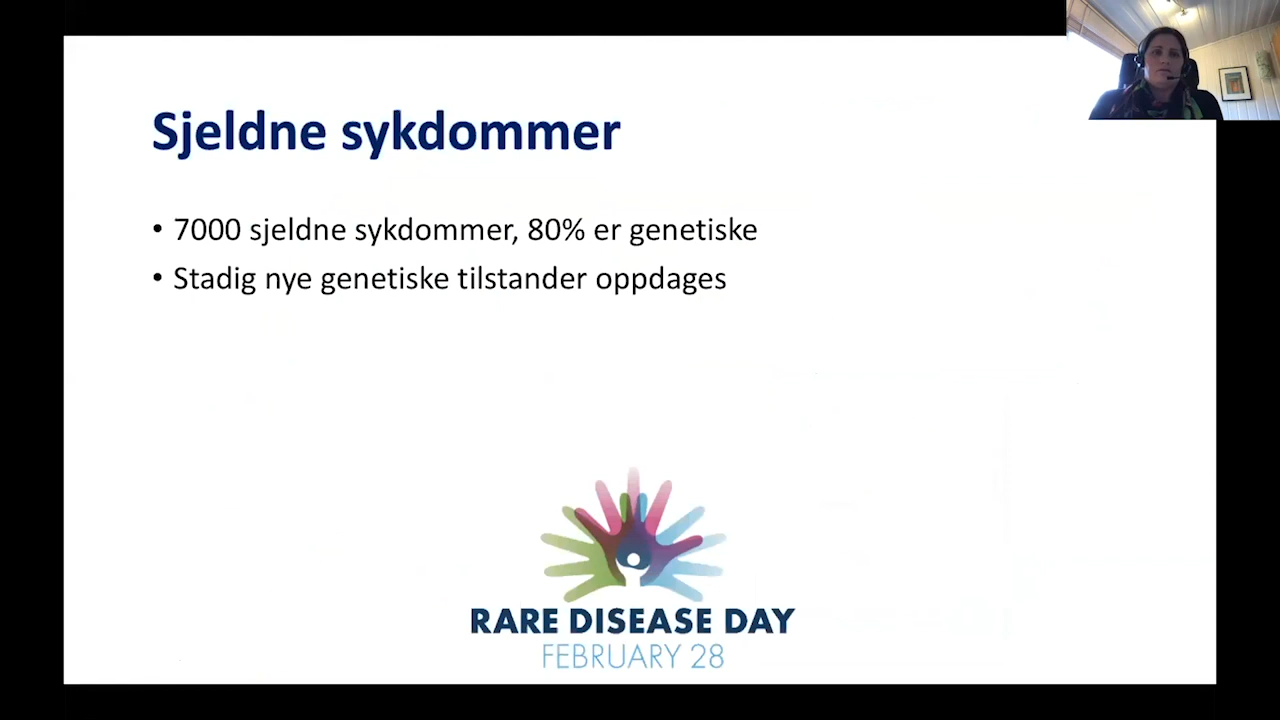 Sjeldne sykdommer
• 7000 sjeldne sykdommer, 80% er genetiske
• Stadig nye genetiske tilstander oppdages
RARE DISEASE DAY
FEBRUARY 28